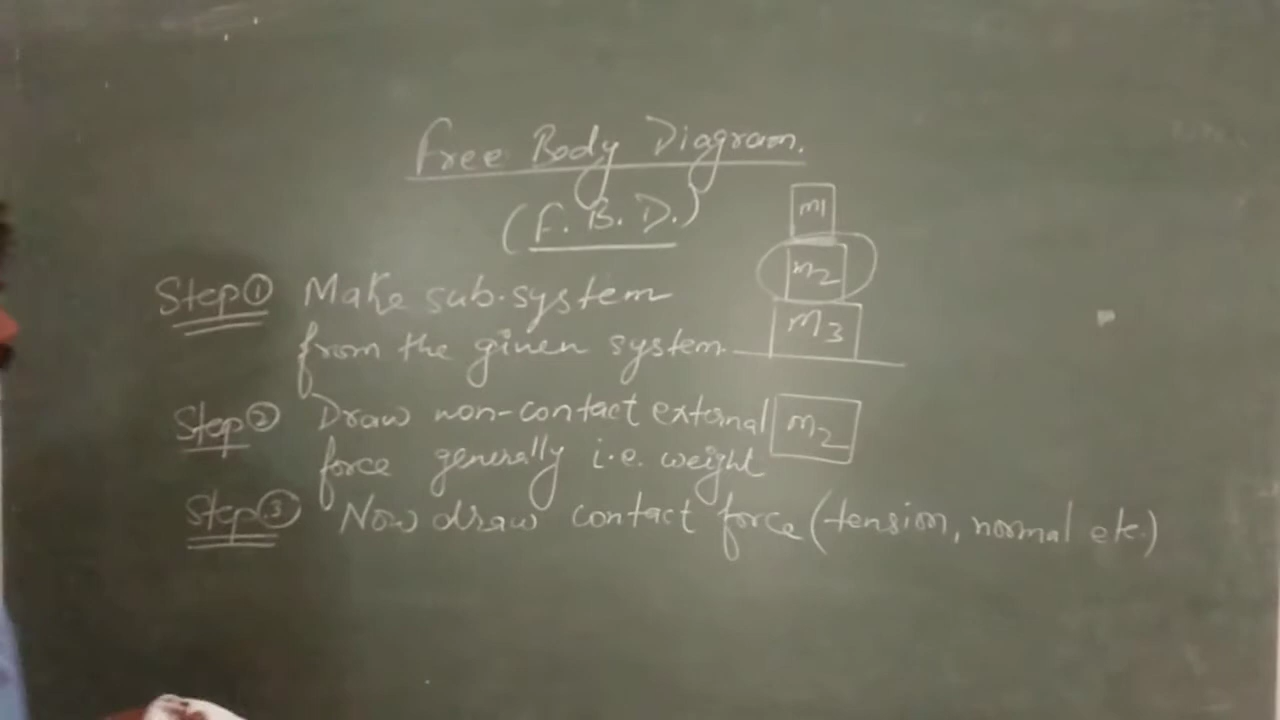 Free Body Diagram.
(F. B. D.)
m1
m2
m3
Step① Make sub-system
from the given system.
Step② Draw non-contact external
force generally i.e. weight
m2
Step③ Now draw contact force (tension, normal etc.)